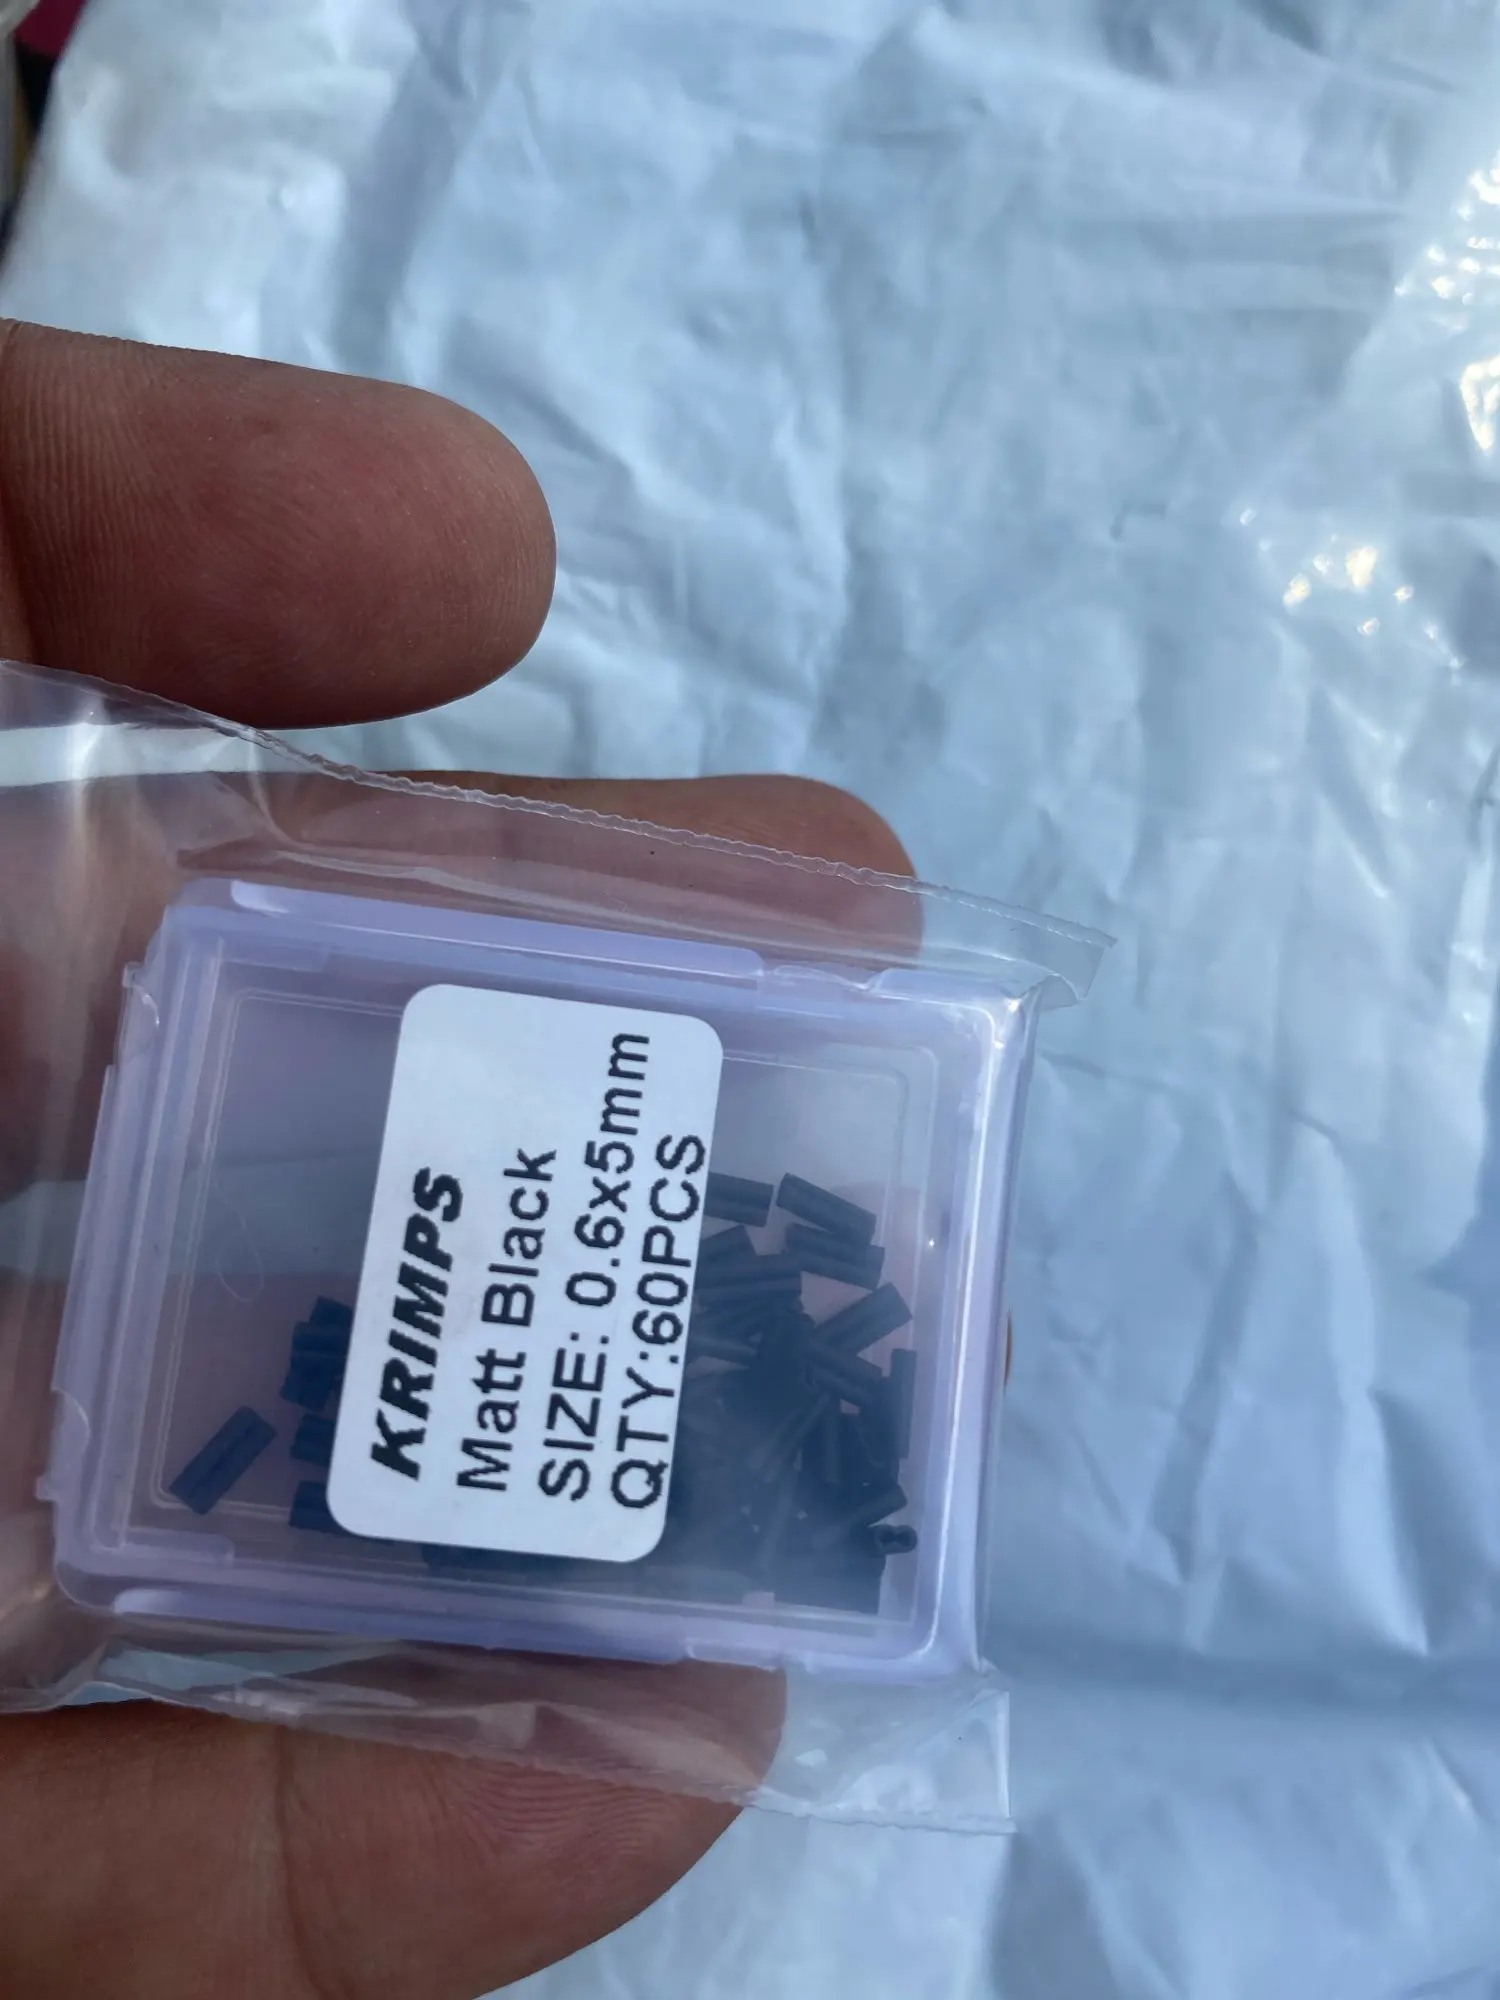 KRIMPS
Matt Black
SIZE: 0.6x5mm
QTY:60PCS